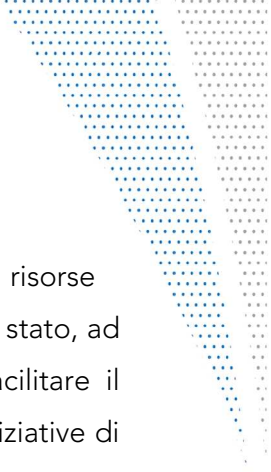 risorse
stato, ad
cilitare il
iziative di